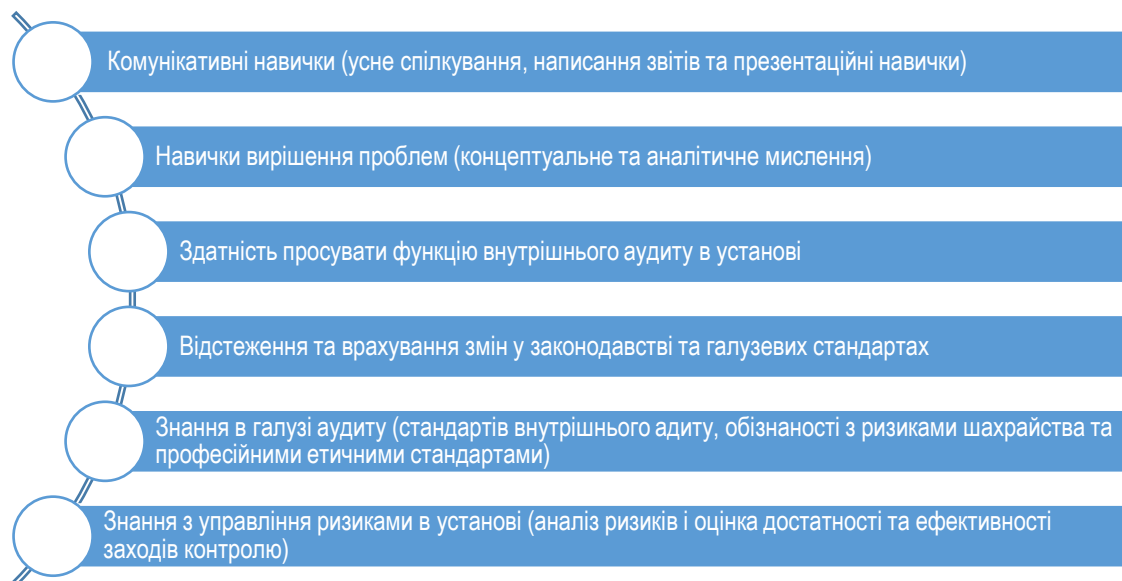 Комунікативні навички (усне спілкування, написання звітів та презентаційні навички)
Навички вирішення проблем (концептуальне та аналітичне мислення)
Здатність просувати функцію внутрішнього аудиту в установі
Відстеження та врахування змін у законодавстві та галузевих стандартах
Знання в галузі аудиту (стандартів внутрішнього адиту, обізнаності з ризиками шахрайства та
професійними етичними стандартами)
Знання з управління ризиками в установі (аналіз ризиків і оцінка достатності та ефективності
заходів контролю)